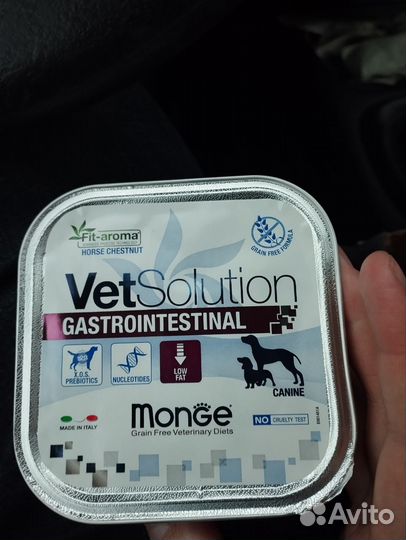 Fit-aroma®
HORSE CHESTNUT
GRAIN FREE FORMULA
VetSolution
GASTROINTESTINAL
X.O.S.
PREBIOTICS
NUCLEOTIDES
LOW
FAT
CANINE
MADE IN ITALY
MONGE
Grain Free Veterinary Diets
NO CRUELTY TEST
Avito